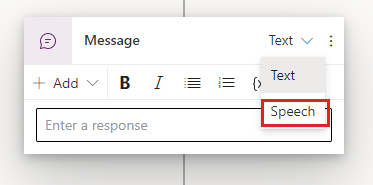 Message Text
Text
+ Add B I {x
Speech
Enter a response